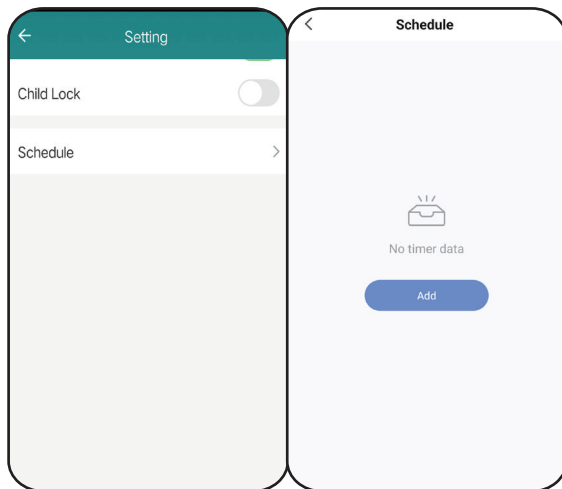 Setting
Child Lock
Schedule
Schedule
No timer data
Add